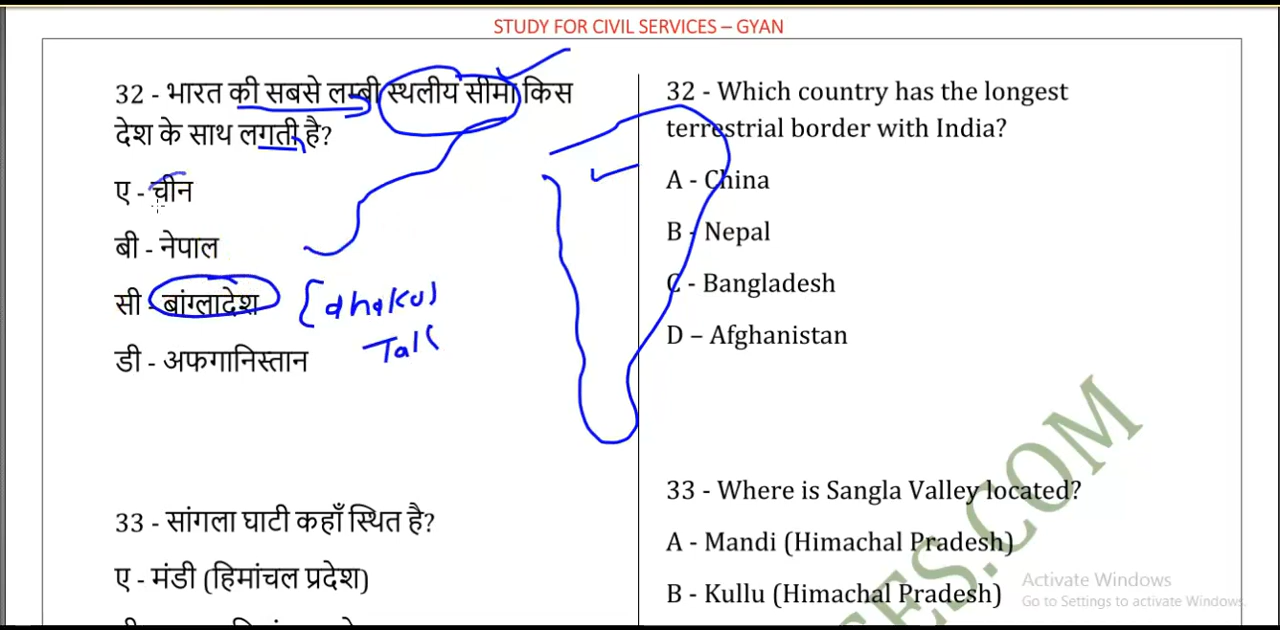 STUDY FOR CIVIL SERVICES – GYAN
32 - भारत की सबसे लम्बी स्थलीय सीमा किस
देश के साथ लगती है?
ए - चीन
बी - नेपाल
सी - बांग्लादेश
डी - अफगानिस्तान
33 - सांगला घाटी कहाँ स्थित है?
ए - मंडी (हिमांचल प्रदेश)
32 - Which country has the longest
terrestrial border with India?
A - China
B - Nepal
C - Bangladesh
D – Afghanistan
33 - Where is Sangla Valley located?
A - Mandi (Himachal Pradesh)
B - Kullu (Himachal Pradesh)
ES.COM
Activate Windows
Go to Settings to activate Windows.